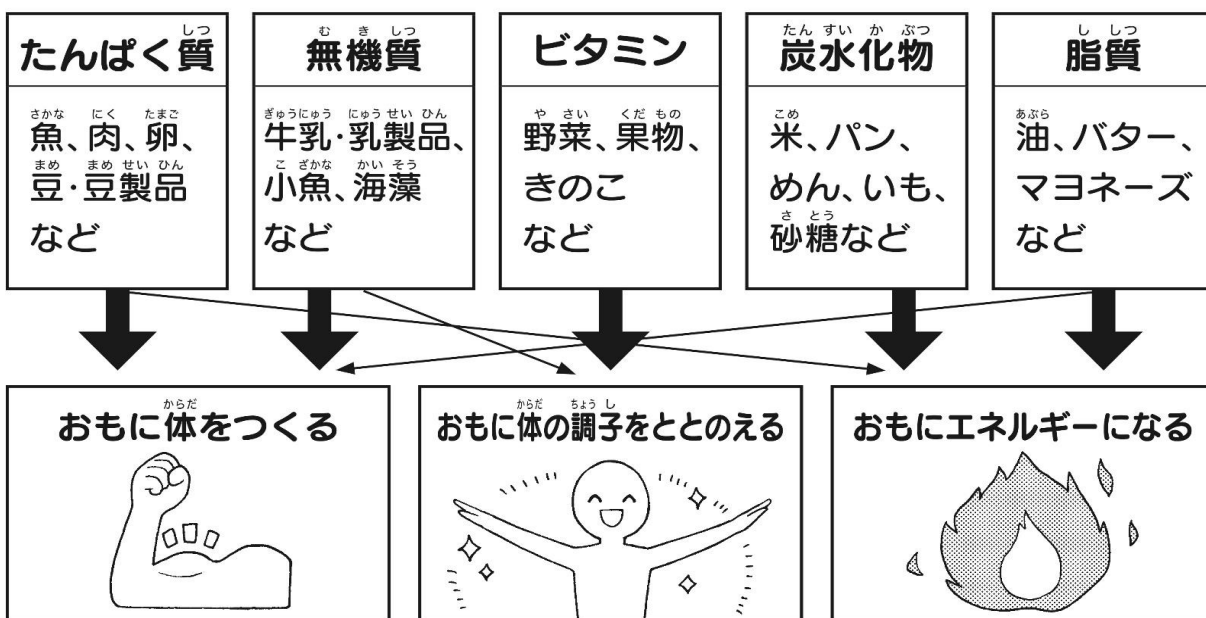 たんぱく質
魚、肉、卵、
豆・豆製品
など
無機質
牛乳・乳製品、
小魚、海藻
など
ビタミン
野菜、果物、
きのこ
など
炭水化物
米、パン、
めん、いも、
砂糖など
脂質
油、バター、
マヨネーズ
など
おもに体をつくる
おもに体の調子をととのえる
おもにエネルギーになる